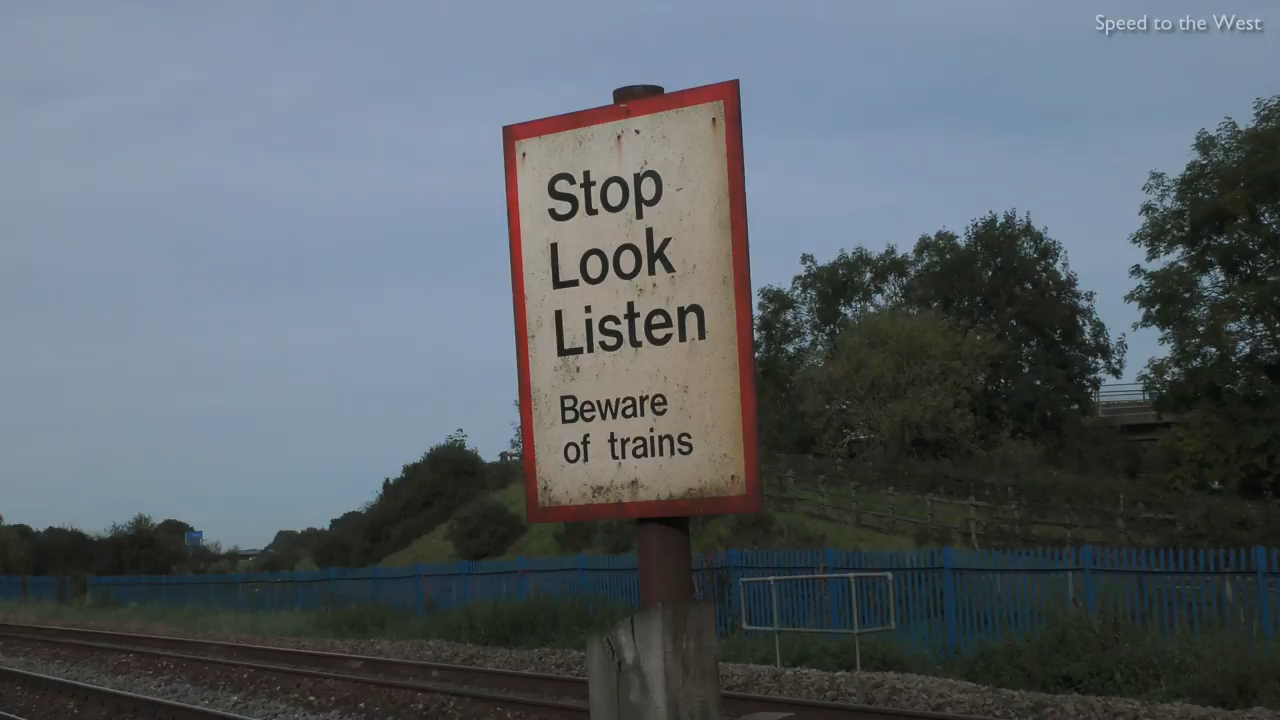 Speed to the West
Stop
Look
Listen
Beware
of trains